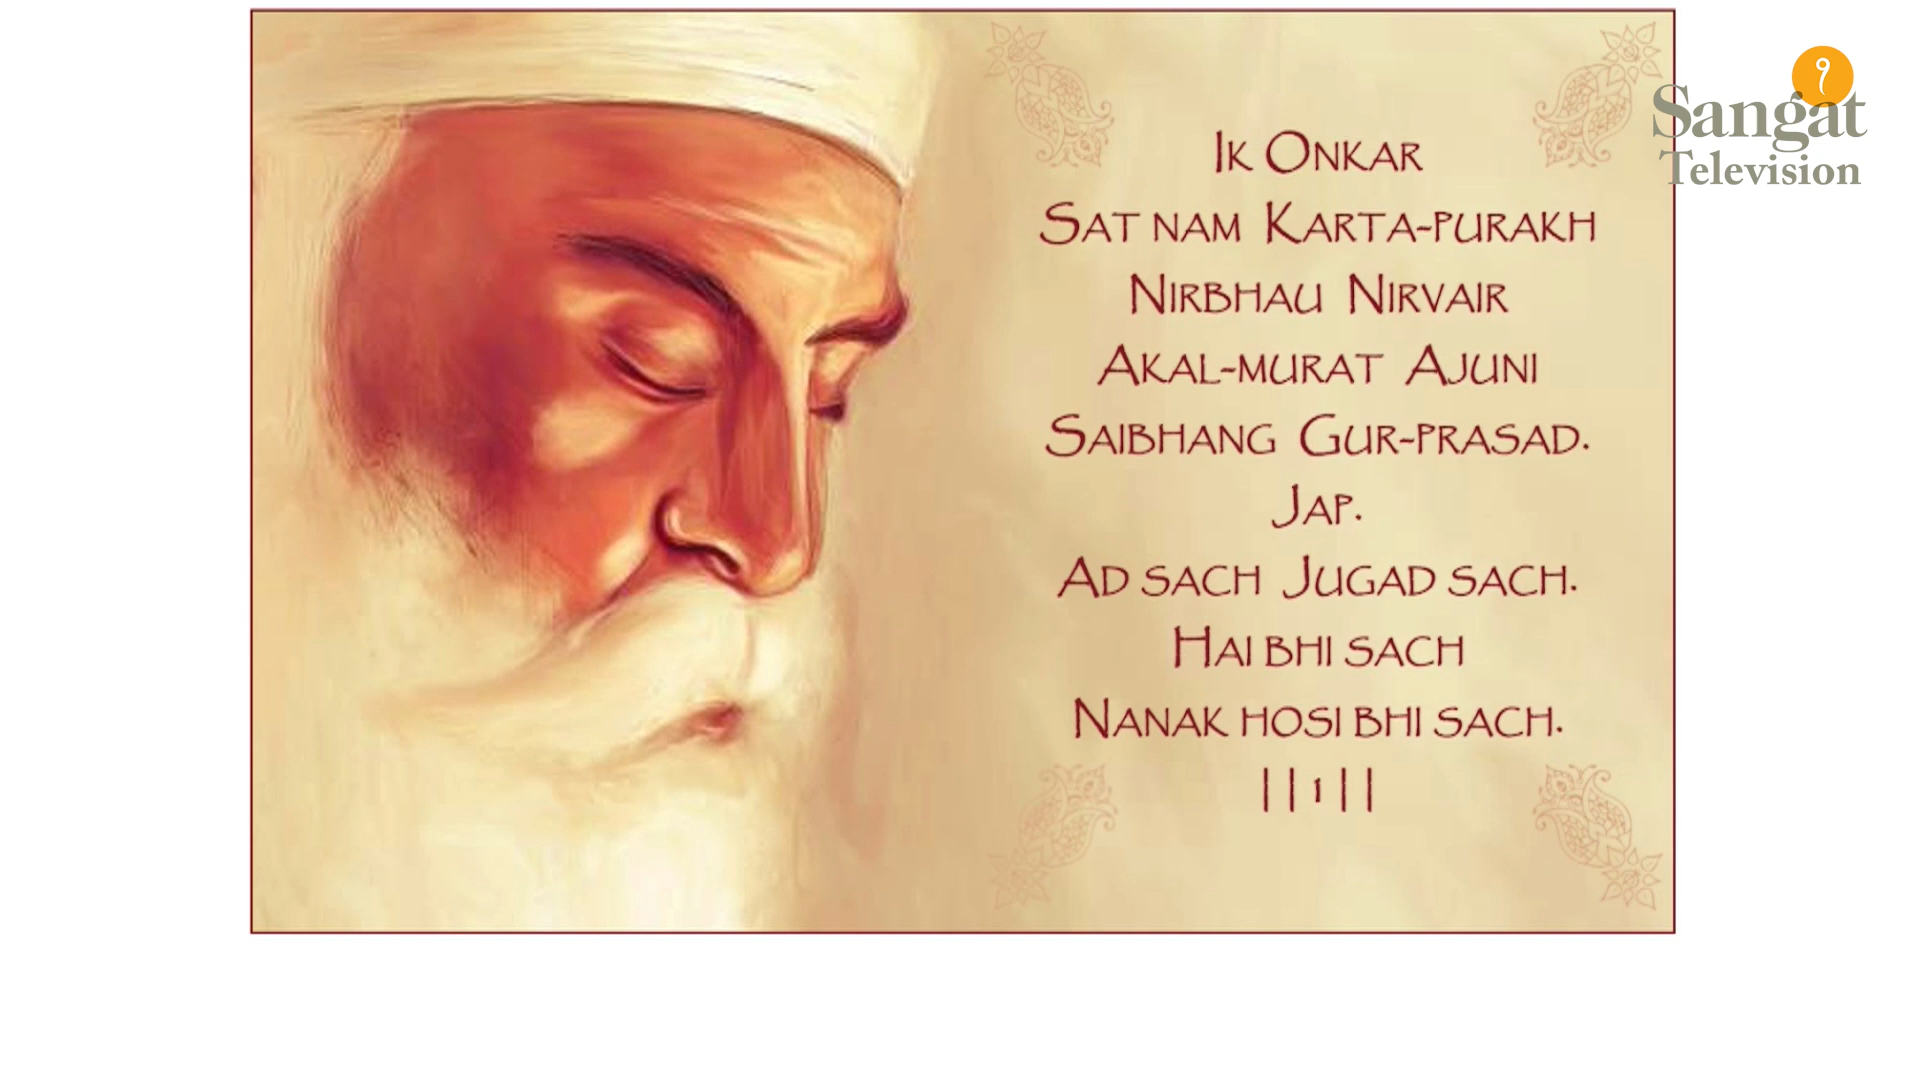 Ik Onkar
Sat nam Karta-purakh
Nirbhau Nirvair
Akal-murat Ajuni
Saibhang Gur-prasad.
Jap.
Ad sach Jugad sach.
Hai bhi sach
Nanak hosi bhi sach.
||1||
੧
Sangat
Television